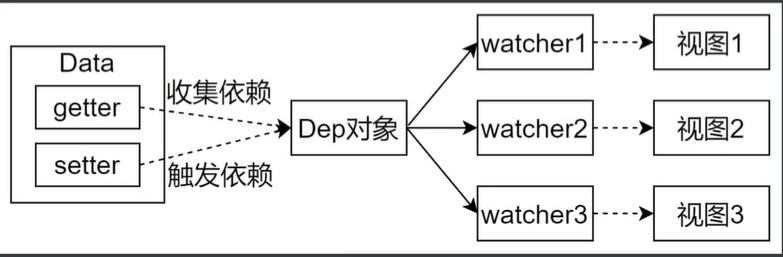 Data
getter
setter
收集依赖
触发依赖
Dep对象
watcher1
视图1
watcher2
视图2
watcher3
视图3